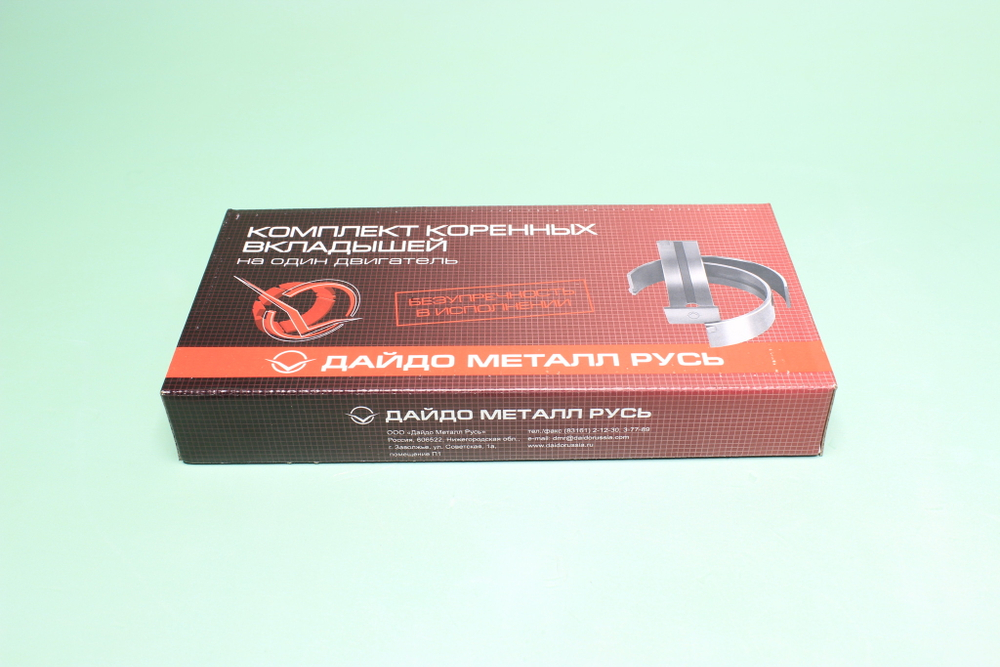 КОМПЛЕКТ КОРЕННЫХ
ВКЛАДЫШЕЙ
на один двигатель
БЕЗУПРЕЧНОСТЬ
В ИСПОЛНЕНИИ
ДАЙДО МЕТАЛЛ РУСЬ
ДАЙДО МЕТАЛЛ РУСЬ
ООО «Дайдо Металл Русь»
Россия, 606522, Нижегородская обл.,
г. Заволжье, ул. Советская, 1а,
помещение П1
тел./факс (83161) 2-12-30, 3-77-69
e-mail: dmr@daidorussia.com
www.daidorussia.ru